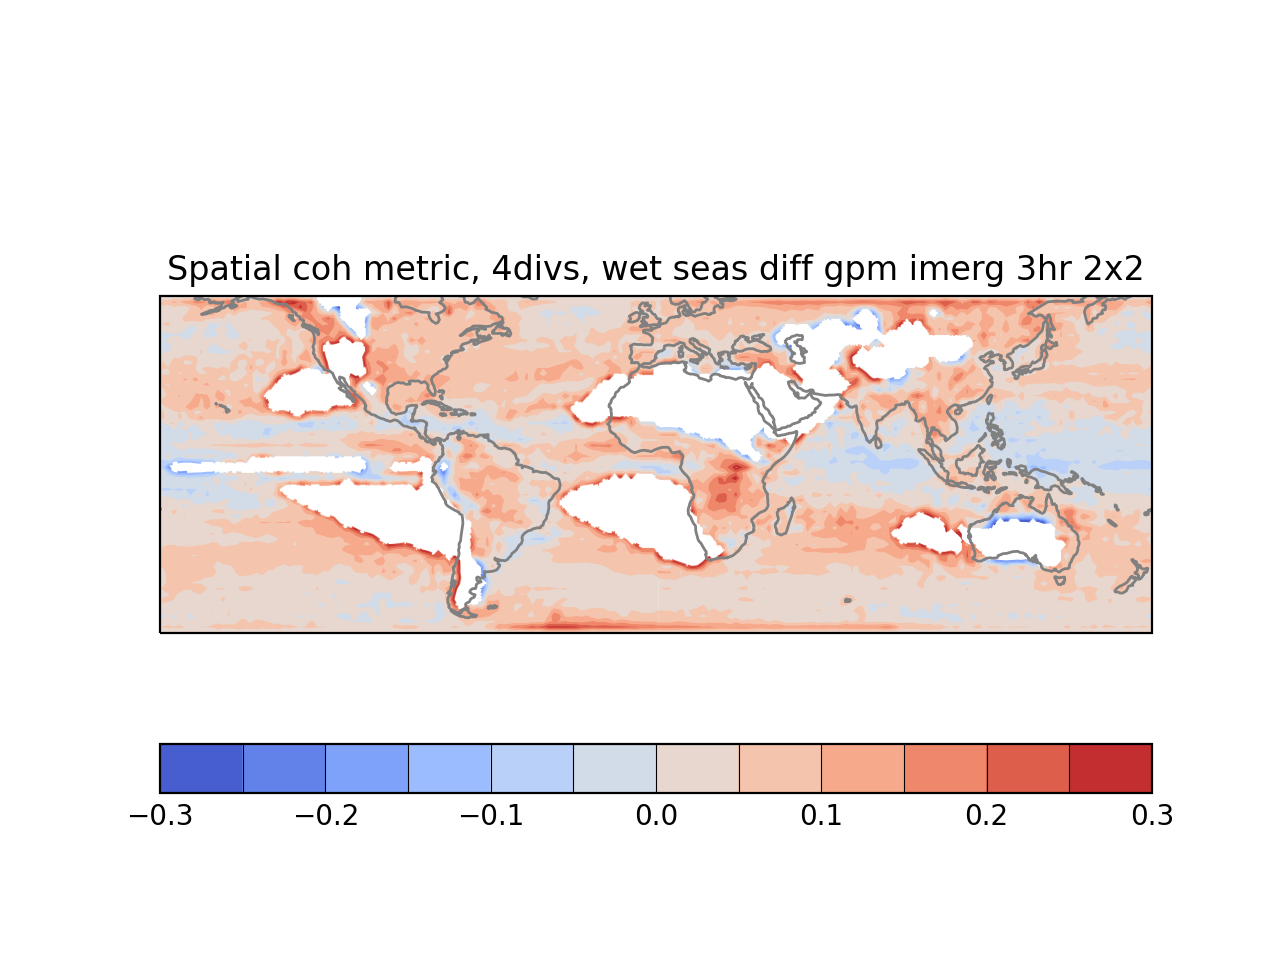 Spatial coh metric, 4divs, wet seas diff gpm imerg 3hr 2x2
−0.3 −0.2 −0.1 0.0 0.1 0.2 0.3